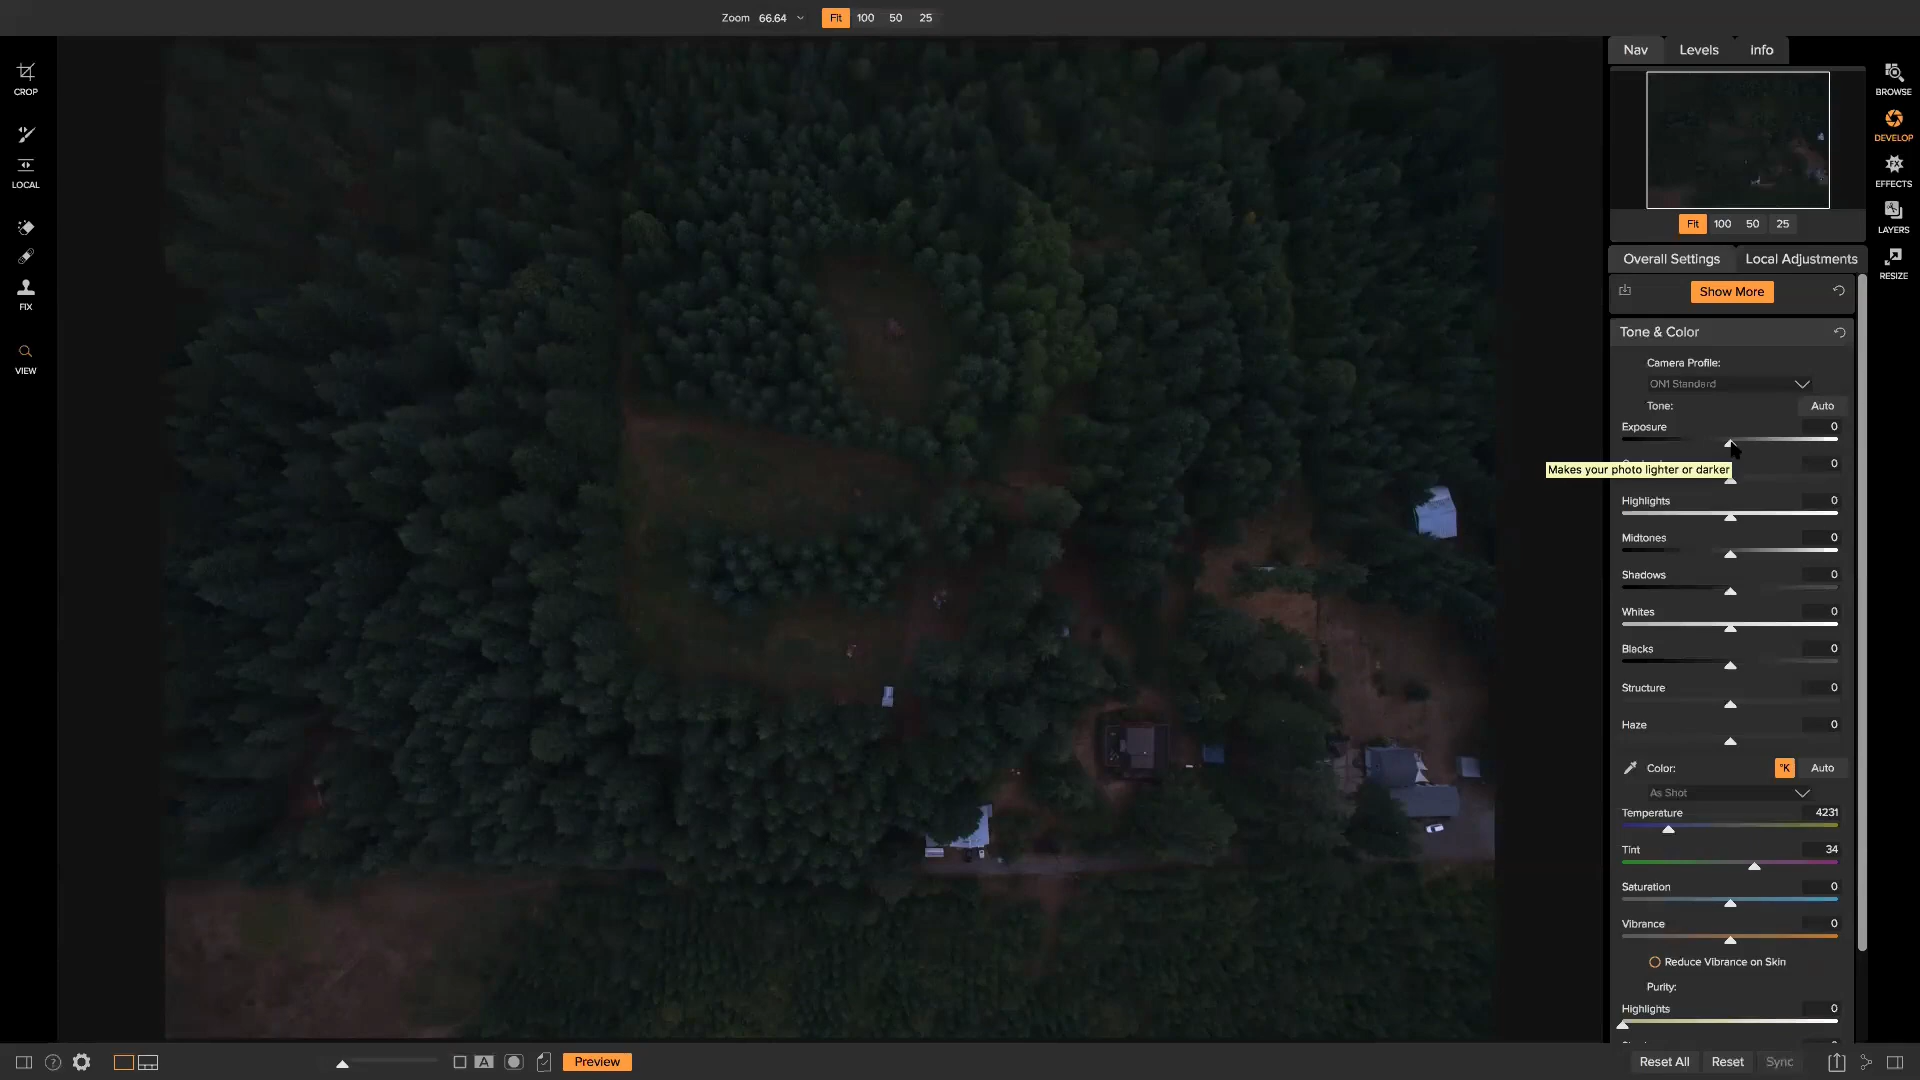 Zoom 66.64 Fit 100 50 25
Nav Levels Info
CROP
LOCAL
FIX
VIEW
BROWSE
DEVELOP
FX
EFFECTS
LAYERS
RESIZE
Fit 100 50 25
Overall Settings Local Adjustments
Show More
Tone & Color
Camera Profile:
ON1 Standard
Tone: Auto
Exposure 0
0
Makes your photo lighter or darker
Highlights 0
Midtones 0
Shadows 0
Whites 0
Blacks 0
Structure 0
Haze 0
Color: °K Auto
As Shot
Temperature 4231
Tint 34
Saturation 0
Vibrance 0
Reduce Vibrance on Skin
Purity:
Highlights 0
? A Preview
Reset All Reset Sync